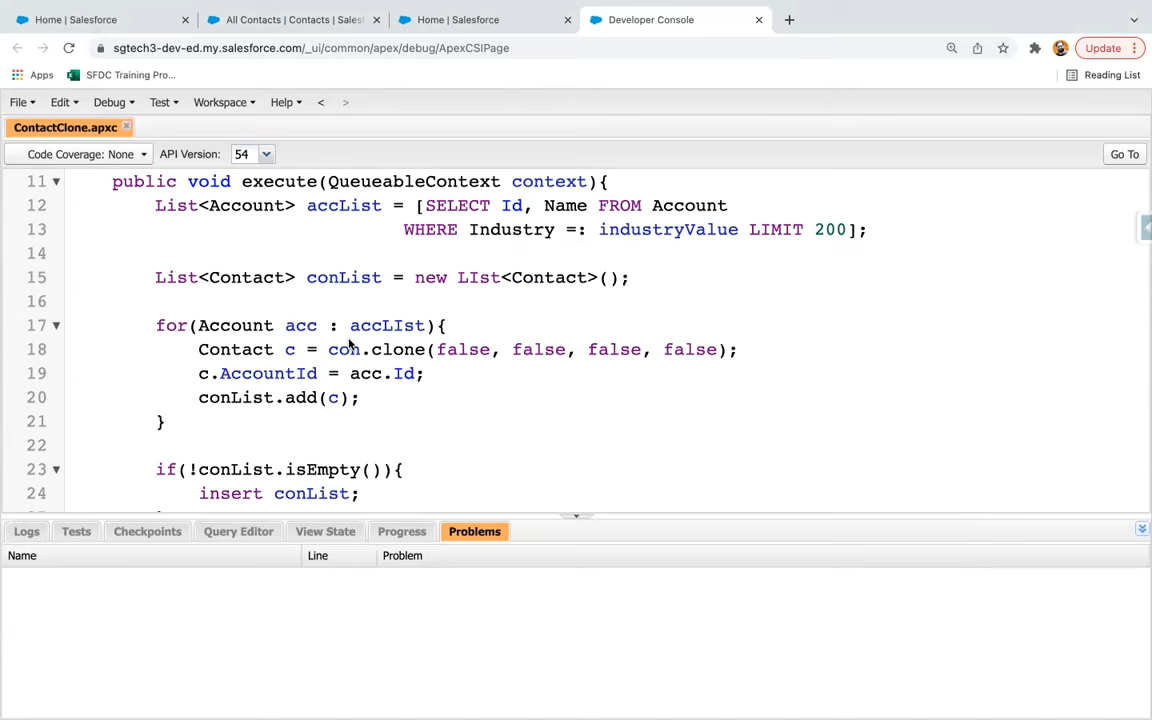 Home | Salesforce
All Contacts | Contacts | Sales
Home | Salesforce
Developer Console
sgtech3-dev-ed.my.salesforce.com/_ui/common/apex/debug/ApexCSIPage
Update
Apps
SFDC Training Pro...
Reading List
File Edit Debug Test Workspace Help < >
ContactClone.apxc
Code Coverage: None API Version: 54 Go To
11 public void execute(QueueableContext context){
12 List<Account> accList = [SELECT Id, Name FROM Account
13 WHERE Industry =: industryValue LIMIT 200];
14
15 List<Contact> conList = new LIst<Contact>();
16
17 for(Account acc : accLIst){
18 Contact c = con.clone(false, false, false, false);
19 c.AccountId = acc.Id;
20 conList.add(c);
21 }
22
23 if(!conList.isEmpty()){
24 insert conList;
Logs Tests Checkpoints Query Editor View State Progress Problems
Name Line Problem